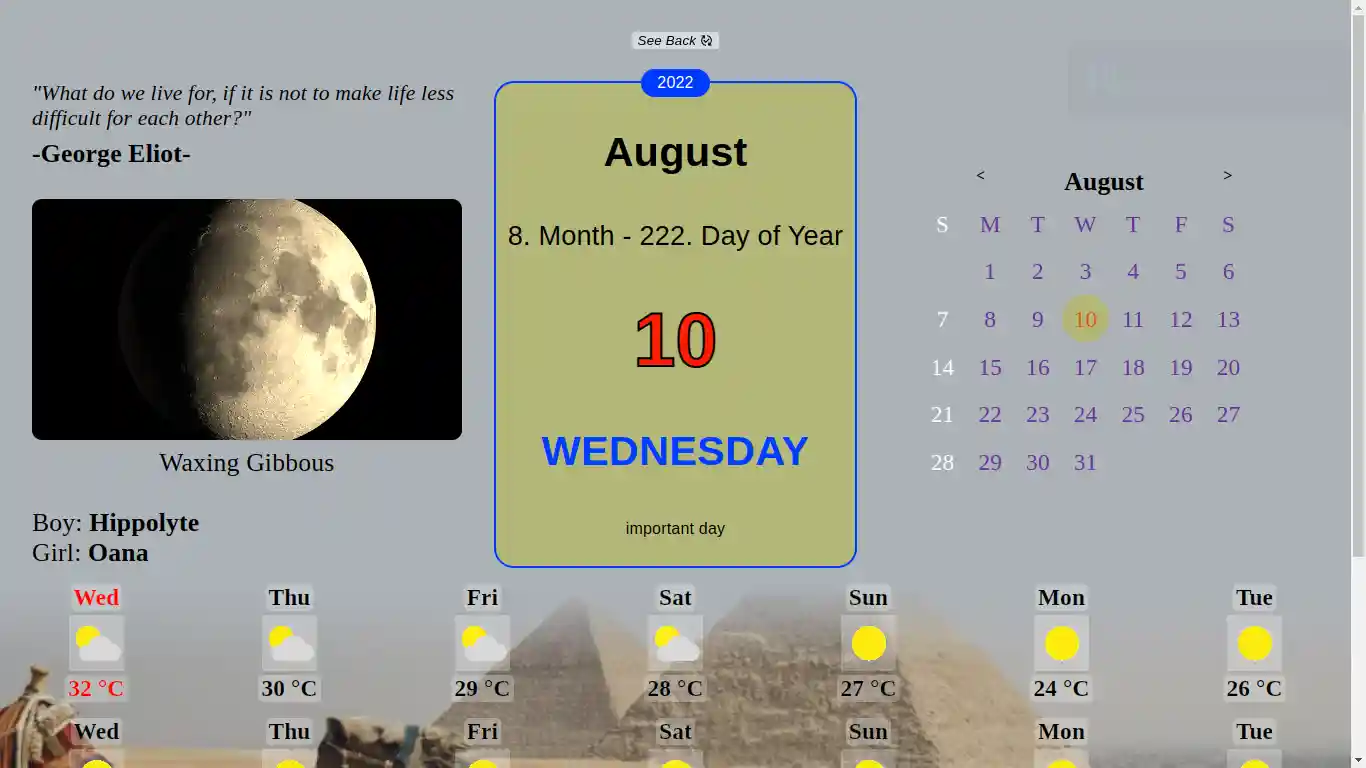 See Back
"What do we live for, if it is not to make life less
difficult for each other?"
-George Eliot-
Waxing Gibbous
Boy: Hippolyte
Girl: Oana
2022
August
8. Month - 222. Day of Year
10
WEDNESDAY
important day
< August >
S M T W T F S
1 2 3 4 5 6
7 8 9 10 11 12 13
14 15 16 17 18 19 20
21 22 23 24 25 26 27
28 29 30 31
Wed Thu Fri Sat Sun Mon Tue
32 °C 30 °C 29 °C 28 °C 27 °C 24 °C 26 °C
Wed Thu Fri Sat Sun Mon Tue